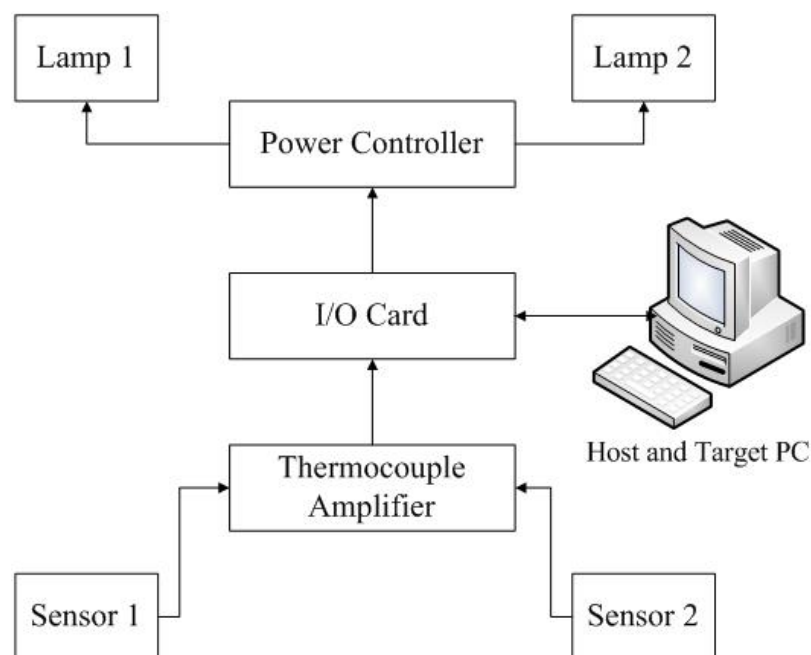 Lamp 1
Lamp 2
Power Controller
I/O Card
Host and Target PC
Thermocouple
Amplifier
Sensor 1
Sensor 2